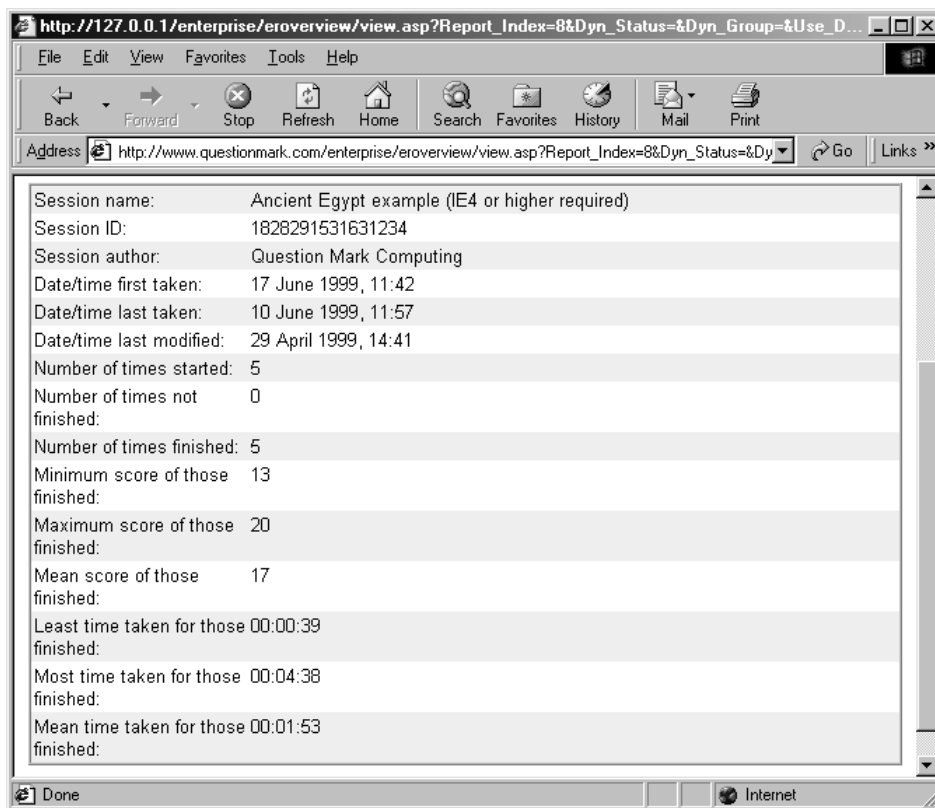 http://127.0.0.1/enterprise/eroverview/view.asp?Report_Index=8&Dyn_Status=&Dyn_Group=&Use_D...
File Edit View Favorites Tools Help
Back Forward Stop Refresh Home Search Favorites History Mail Print
Address http://www.questionmark.com/enterprise/eroverview/view.asp?Report_Index=8&Dyn_Status=&Dy Go Links »
Session name: Ancient Egypt example (IE4 or higher required)
Session ID: 1828291531631234
Session author: Question Mark Computing
Date/time first taken: 17 June 1999, 11:42
Date/time last taken: 10 June 1999, 11:57
Date/time last modified: 29 April 1999, 14:41
Number of times started: 5
Number of times not 0
finished:
Number of times finished: 5
Minimum score of those 13
finished:
Maximum score of those 20
finished:
Mean score of those 17
finished:
Least time taken for those 00:00:39
finished:
Most time taken for those 00:04:38
finished:
Mean time taken for those 00:01:53
finished:
Done Internet